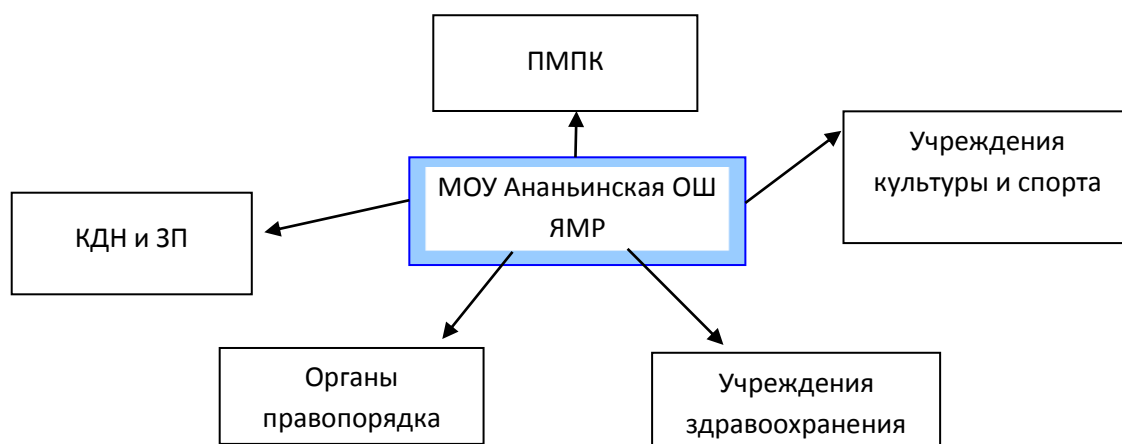 ПМПК
Учреждения
культуры и спорта
МОУ Ананьинская ОШ
ЯМР
КДН и ЗП
Органы
правопорядка
Учреждения
здравоохранения